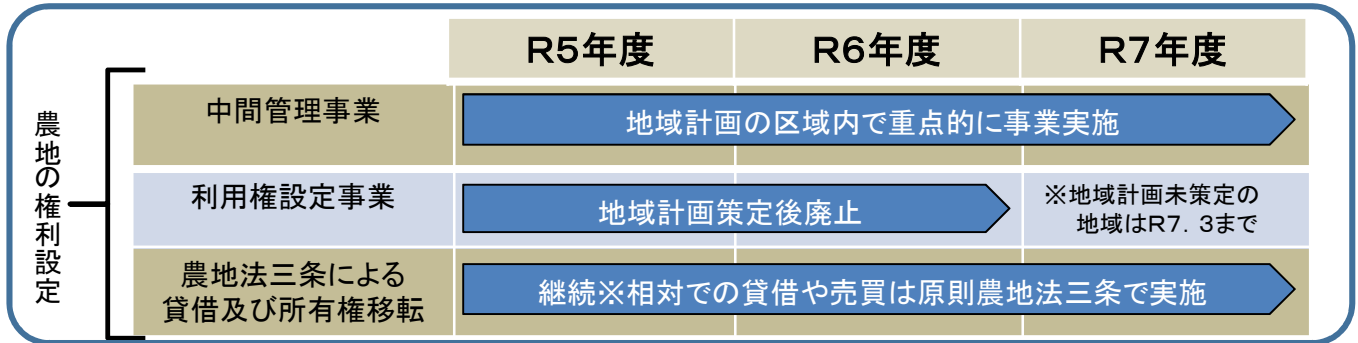 R5年度
R6年度
R7年度
農地の権利設定
中間管理事業
地域計画の区域内で重点的に事業実施
利用権設定事業
地域計画策定後廃止
※地域計画未策定の
地域はR7．3まで
農地法三条による
貸借及び所有権移転
継続※相対での貸借や売買は原則農地法三条で実施